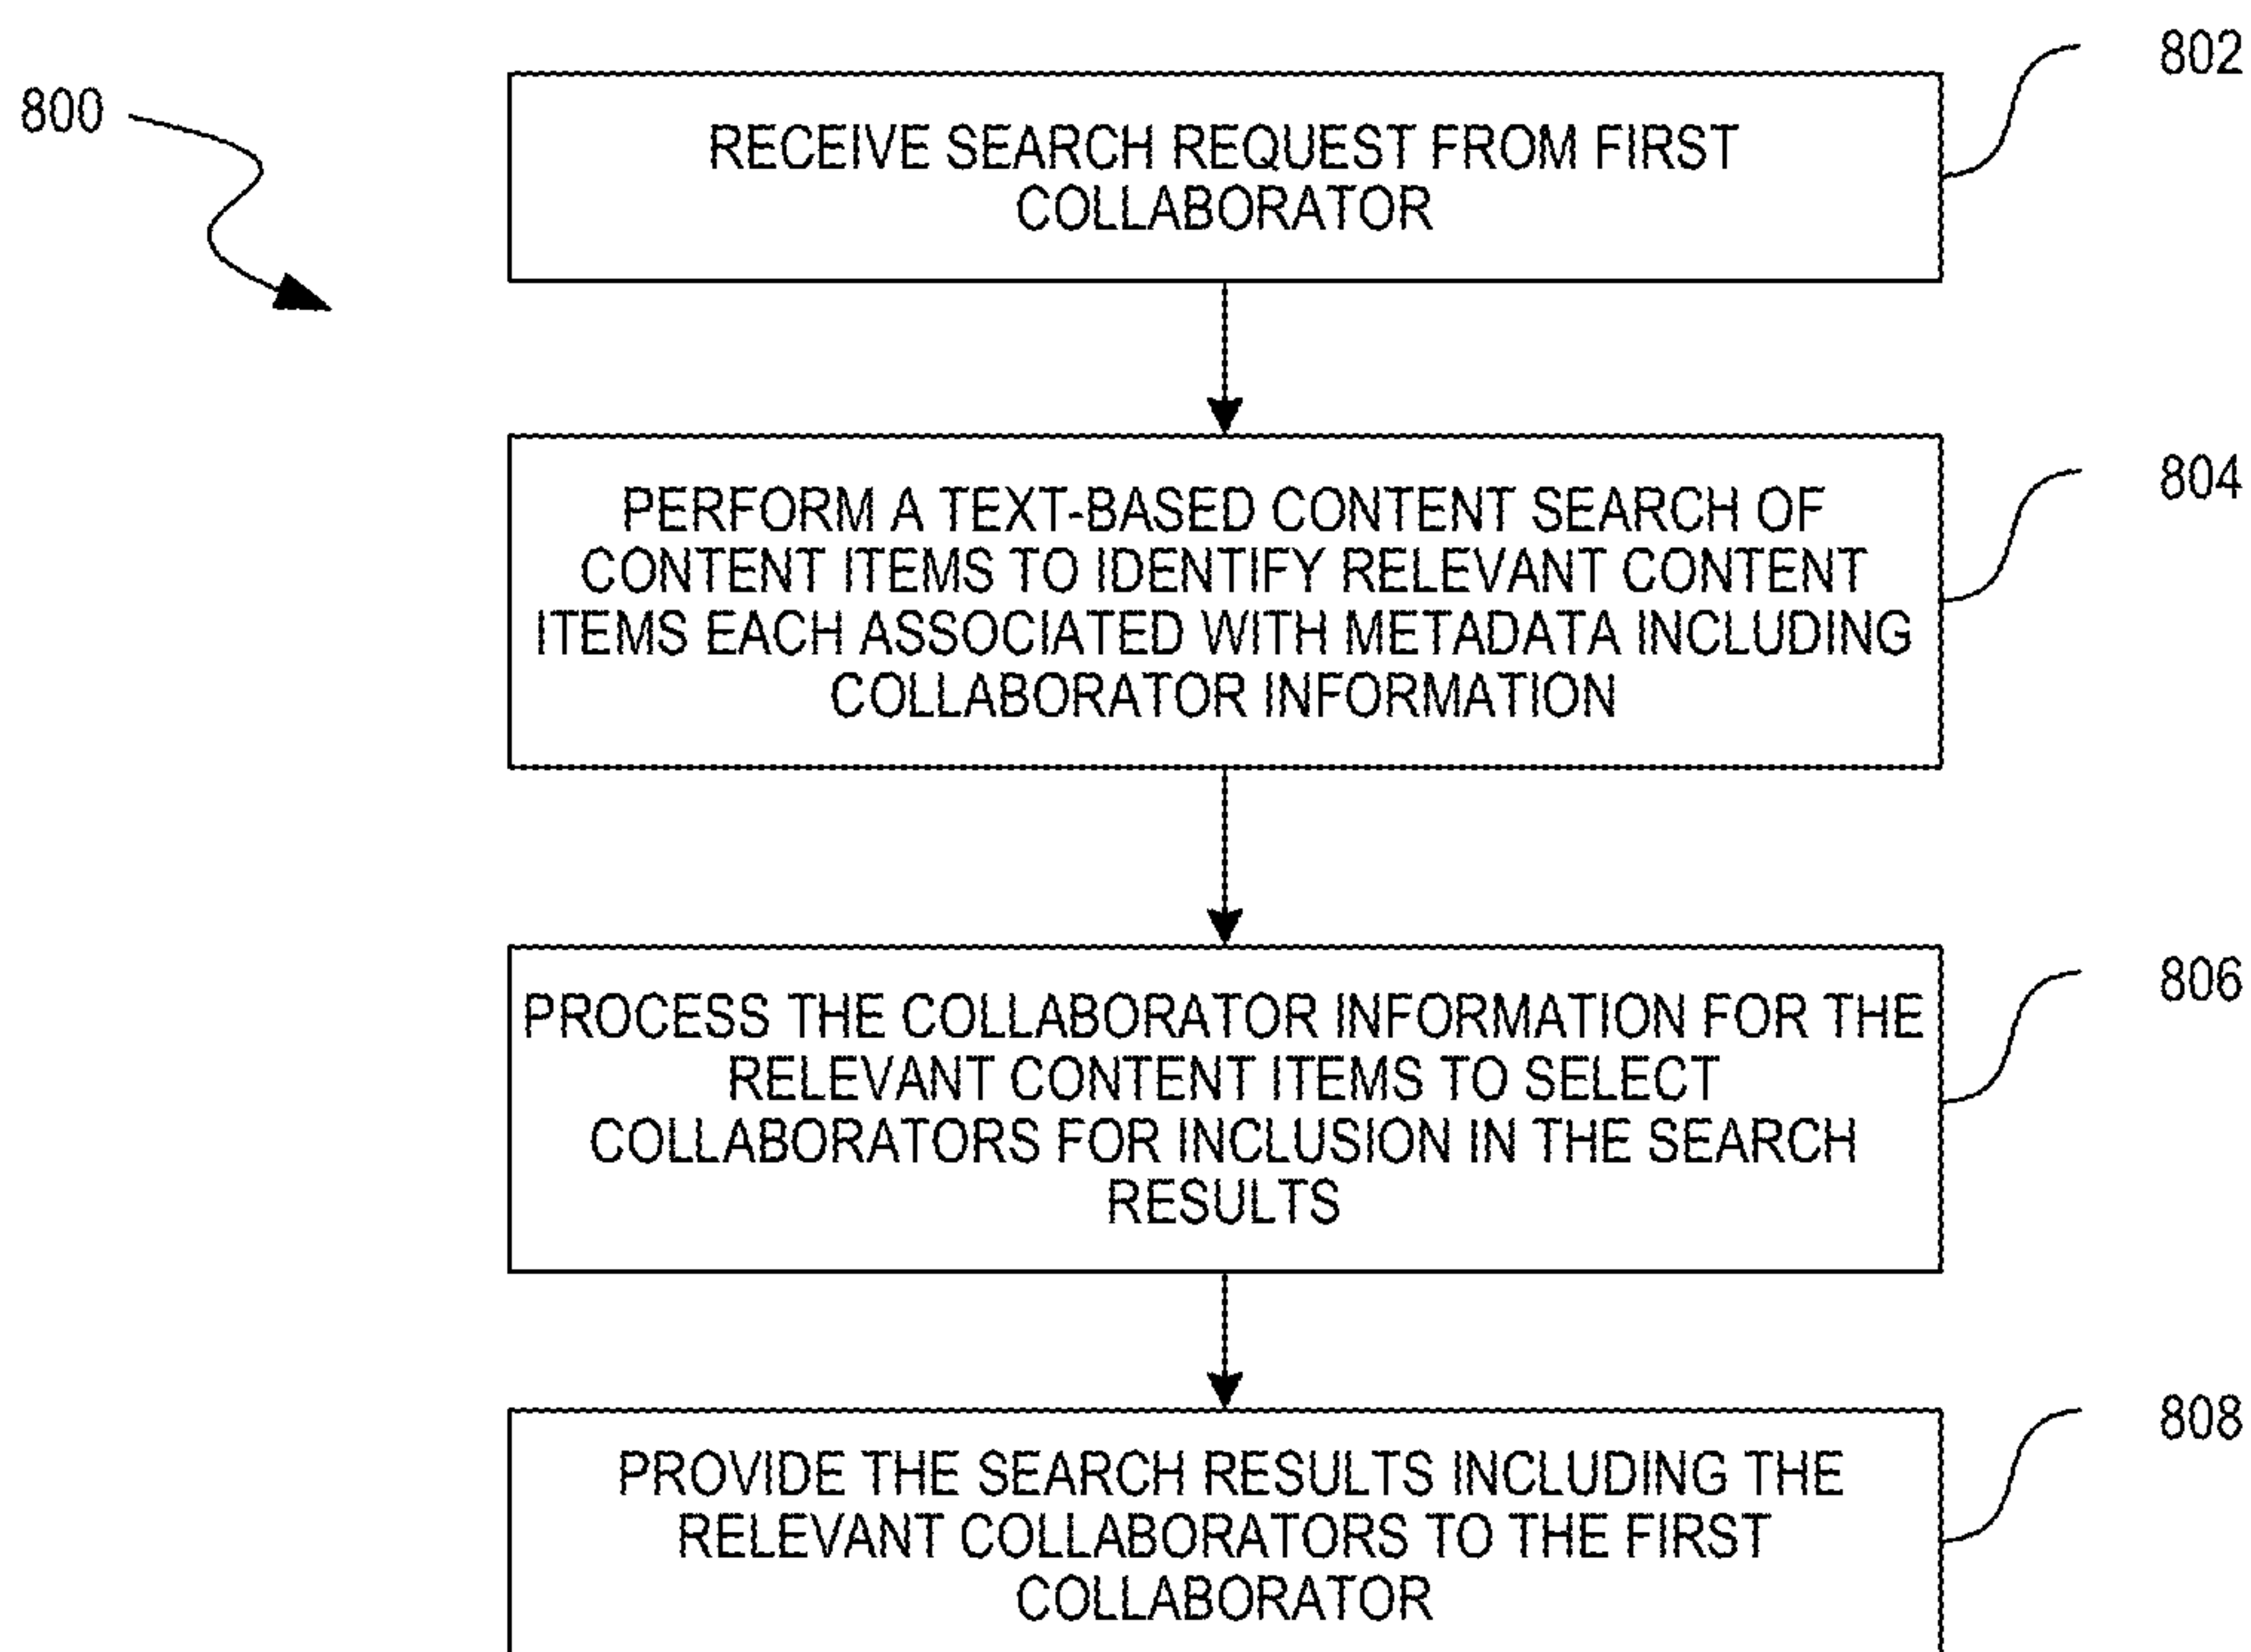 800
802
RECEIVE SEARCH REQUEST FROM FIRST
COLLABORATOR
804
PERFORM A TEXT-BASED CONTENT SEARCH OF
CONTENT ITEMS TO IDENTIFY RELEVANT CONTENT
ITEMS EACH ASSOCIATED WITH METADATA INCLUDING
COLLABORATOR INFORMATION
806
PROCESS THE COLLABORATOR INFORMATION FOR THE
RELEVANT CONTENT ITEMS TO SELECT
COLLABORATORS FOR INCLUSION IN THE SEARCH
RESULTS
808
PROVIDE THE SEARCH RESULTS INCLUDING THE
RELEVANT COLLABORATORS TO THE FIRST
COLLABORATOR